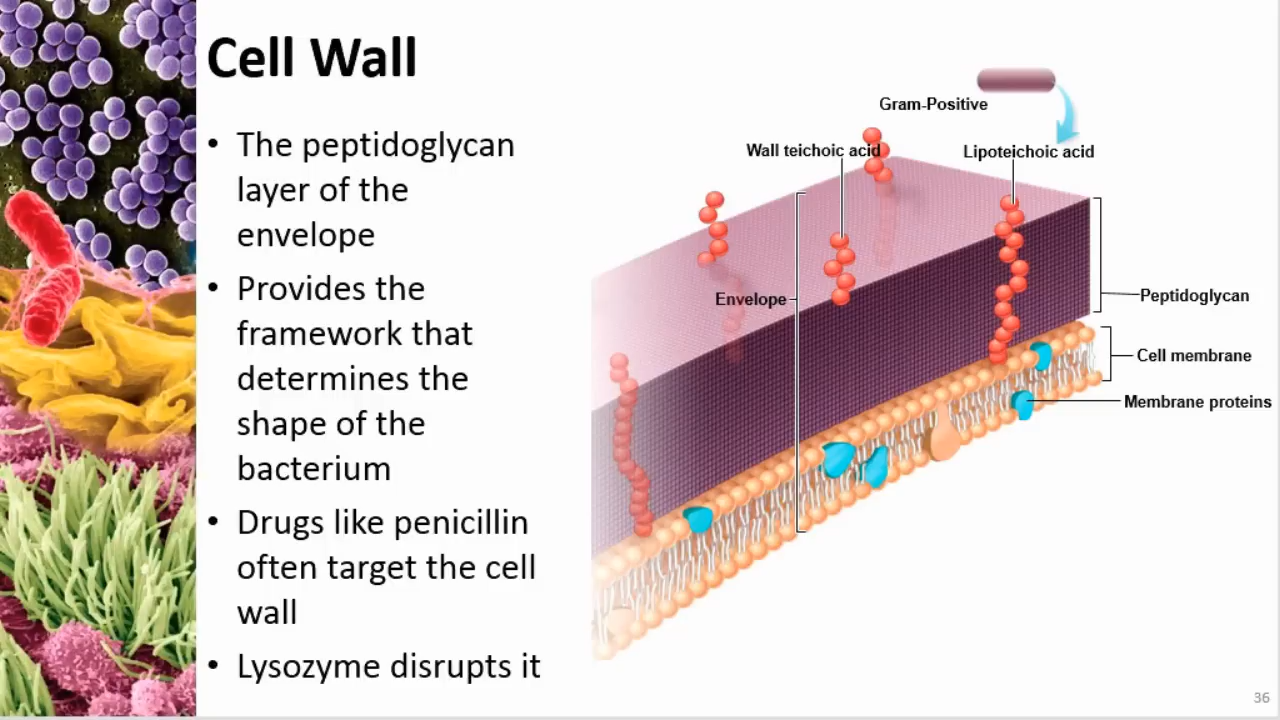 Cell Wall
• The peptidoglycan
layer of the
envelope
• Provides the
framework that
determines the
shape of the
bacterium
• Drugs like penicillin
often target the cell
wall
• Lysozyme disrupts it
Gram-Positive
Wall teichoic acid
Lipoteichoic acid
Envelope
Peptidoglycan
Cell membrane
Membrane proteins
36